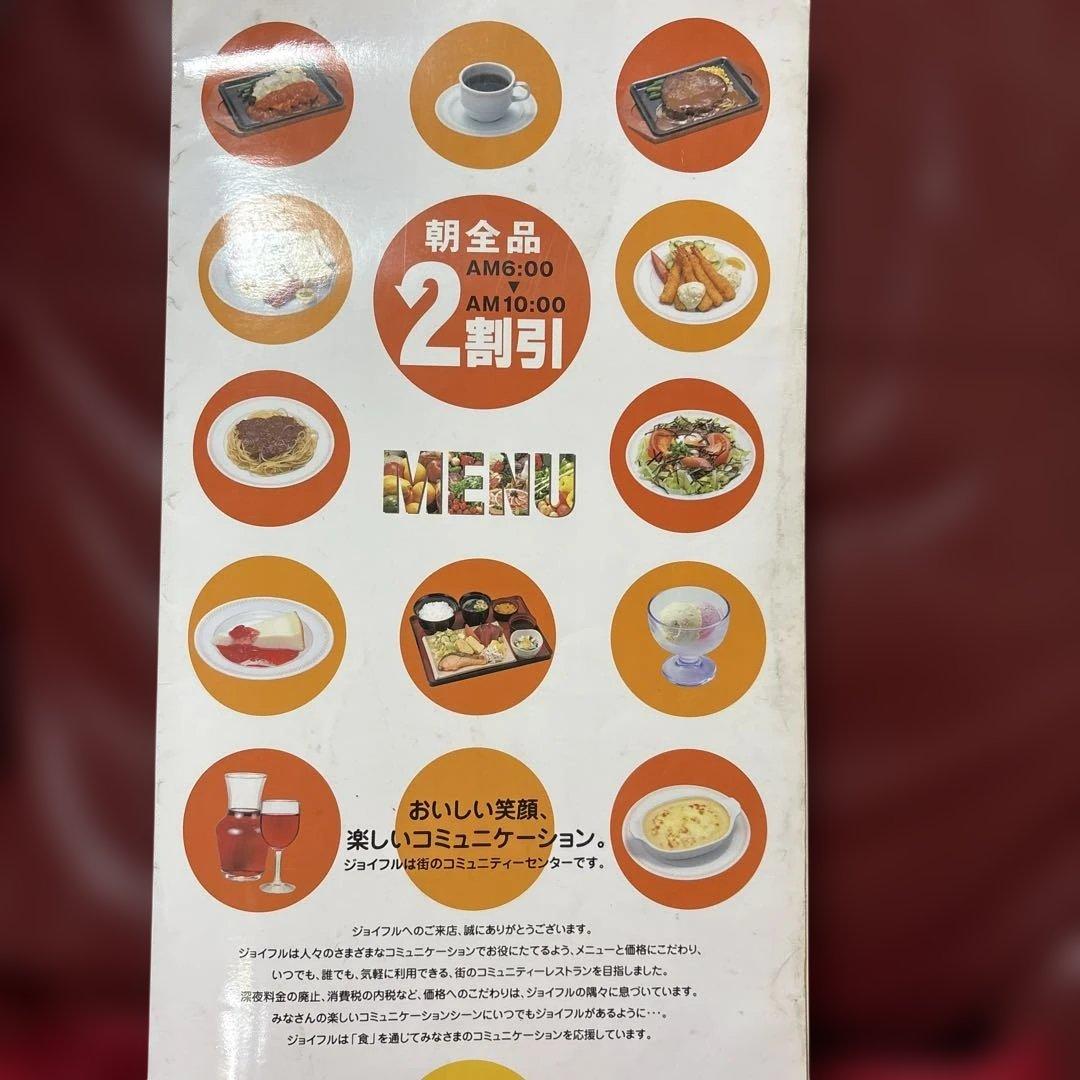 朝全品
AM6:00
▼
AM10:00
2割引
MENU
おいしい笑顔、
楽しいコミュニケーション。
ジョイフルは街のコミュニティーセンターです。
ジョイフルへのご来店、誠にありがとうございます。
ジョイフルは人々のさまざまなコミュニケーションでお役にたてるよう、メニューと価格にこだわり、
いつでも、誰でも、気軽に利用できる、街のコミュニティーレストランを目指しました。
深夜料金の廃止、消費税の内税など、価格へのこだわりは、ジョイフルの隅々に息づいています。
みなさんの楽しいコミュニケーションシーンにいつでもジョイフルがあるように･･･。
ジョイフルは「食」を通じてみなさまのコミュニケーションを応援しています。